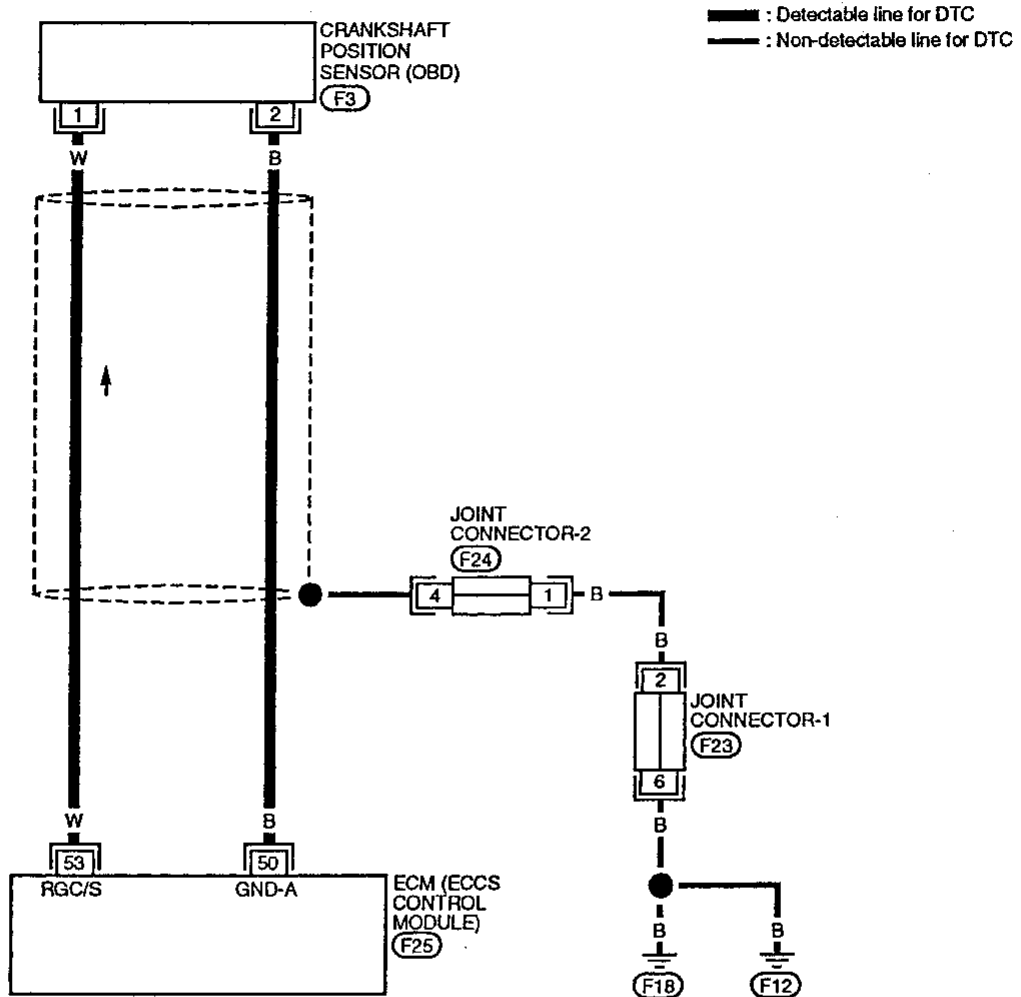 : Detectable line for DTC
: Non-detectable line for DTC
CRANKSHAFT
POSITION
SENSOR (OBD)
F3
1
2
W
B
JOINT
CONNECTOR-2
F24
4
1
B
B
2
JOINT
CONNECTOR-1
F23
6
B
W
B
53
50
RGC/S
GND-A
ECM (ECCS
CONTROL
MODULE)
F25
B
B
F18
F12